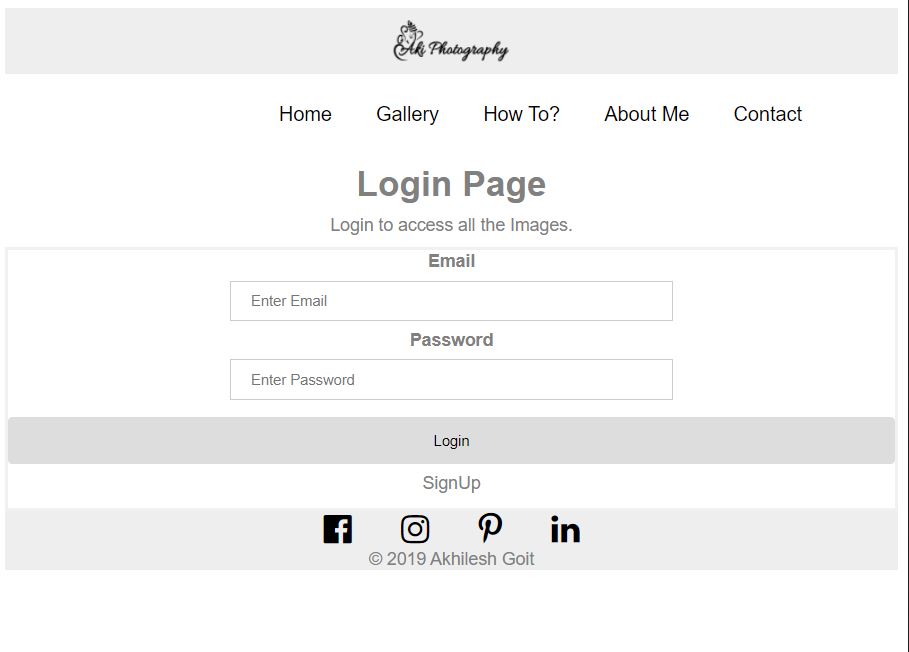 Aki Photography
Home Gallery How To? About Me Contact
Login Page
Login to access all the Images.
Email
Enter Email
Password
Enter Password
Login
SignUp
© 2019 Akhilesh Goit